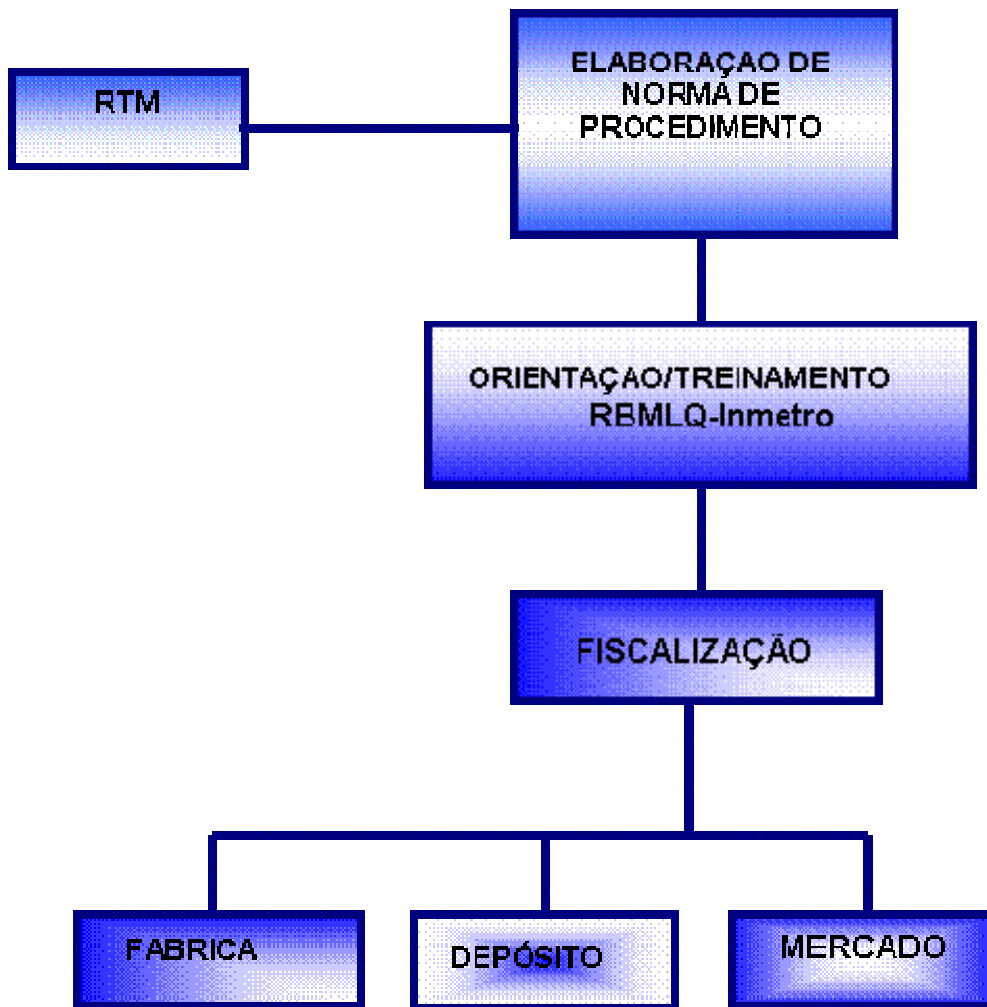 RTM
ELABORAÇAO DE
NORMA DE
PROCEDIMENTO
ORIENTAÇAO/TREINAMENTO
RBMLQ-Inmetro
FISCALIZAÇÃO
FABRICA
DEPÓSITO
MERCADO